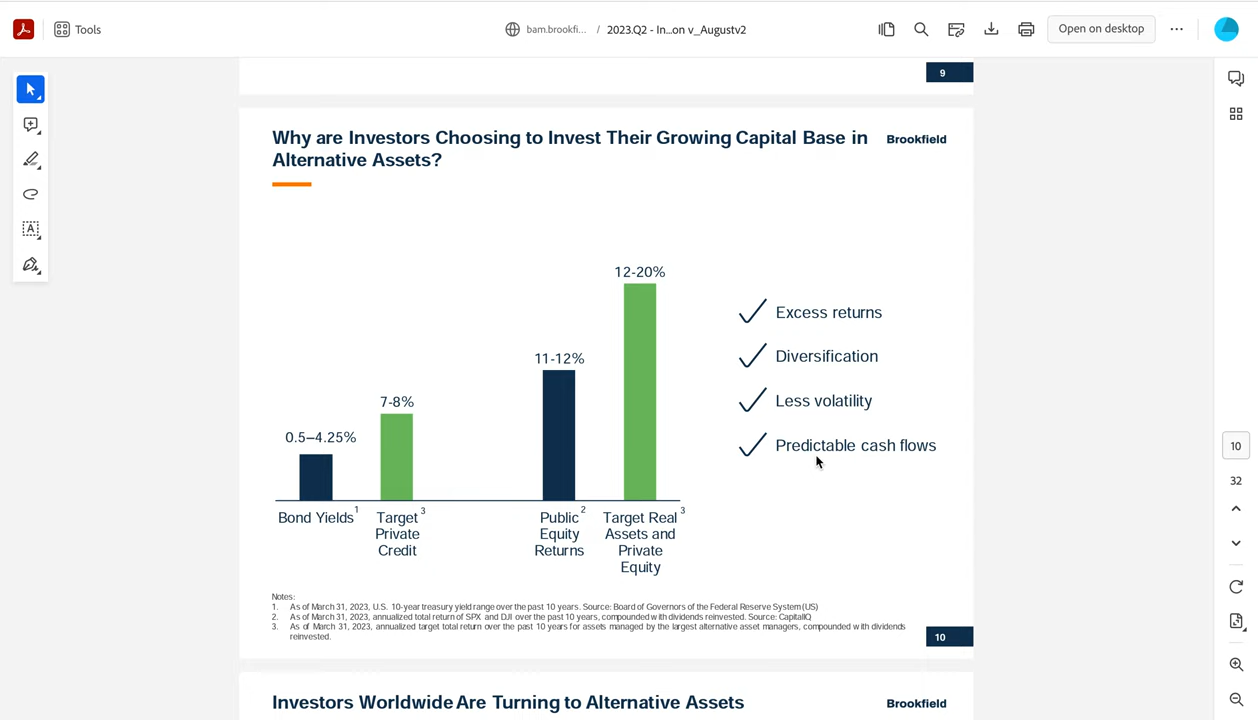 Tools
bam.brookfi... / 2023.Q2 - In...on v_Augustv2
Open on desktop
9
Why are Investors Choosing to Invest Their Growing Capital Base in
Alternative Assets?
Brookfield
12-20%
11-12%
7-8%
0.5–4.25%
Excess returns
Diversification
Less volatility
Predictable cash flows
Bond Yields1
Target3
Private
Credit
Public2
Equity
Returns
Target Real3
Assets and
Private
Equity
Notes:
1. As of March 31, 2023, U.S. 10-year treasury yield range over the past 10 years. Source: Board of Governors of the Federal Reserve System (US)
2. As of March 31, 2023, annualized total return of SPX and DJI over the past 10 years, compounded with dividends reinvested. Source: CapitalIQ
3. As of March 31, 2023, annualized target total return over the past 10 years for assets managed by the largest alternative asset managers, compounded with dividends
reinvested.
10
10
32
Investors Worldwide Are Turning to Alternative Assets
Brookfield